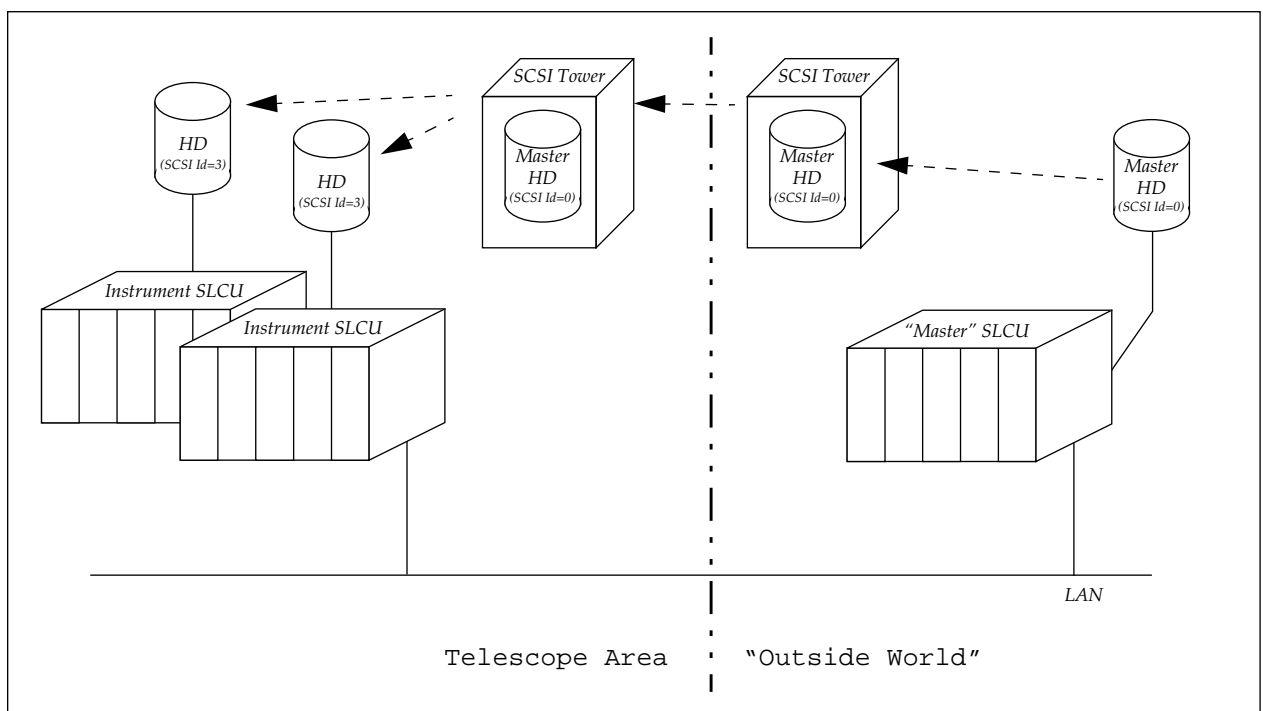 SCSI Tower
SCSI Tower
HD
(SCSI Id=3)
HD
(SCSI Id=3)
Master
HD
(SCSI Id=0)
Master
HD
(SCSI Id=0)
Master
HD
(SCSI Id=0)
Instrument SLCU
Instrument SLCU
“Master” SLCU
LAN
Telescope Area
“Outside World”